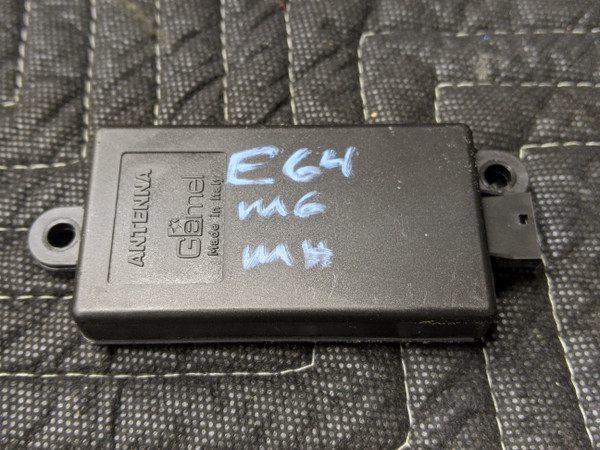 ANTENNA
Gemel
Made in Italy
E64
M6
MH